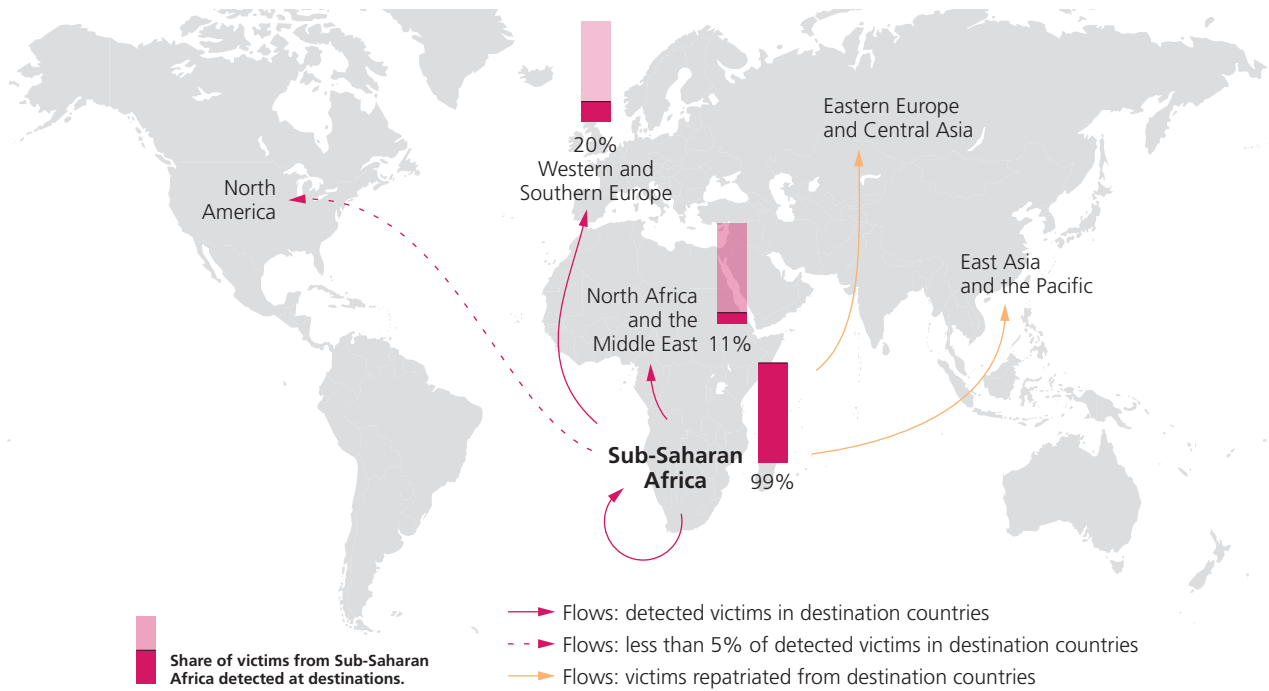 20%
Western and
Southern Europe
Eastern Europe
and Central Asia
North
America
East Asia
and the Pacific
North Africa
and the
Middle East 11%
Sub-Saharan
Africa
99%
Flows: detected victims in destination countries
Flows: less than 5% of detected victims in destination countries
Flows: victims repatriated from destination countries
Share of victims from Sub-Saharan
Africa detected at destinations.